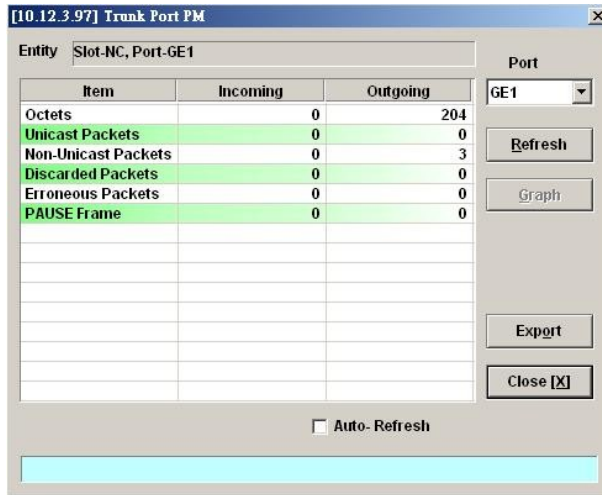 [10.12.3.97] Trunk Port PM
Entity Slot-NC, Port-GE1
Port
GE1
Item Incoming Outgoing
Octets 0 204
Unicast Packets 0 0
Non-Unicast Packets 0 3
Discarded Packets 0 0
Erroneous Packets 0 0
PAUSE Frame 0 0
Refresh
Graph
Export
Close [X]
Auto- Refresh